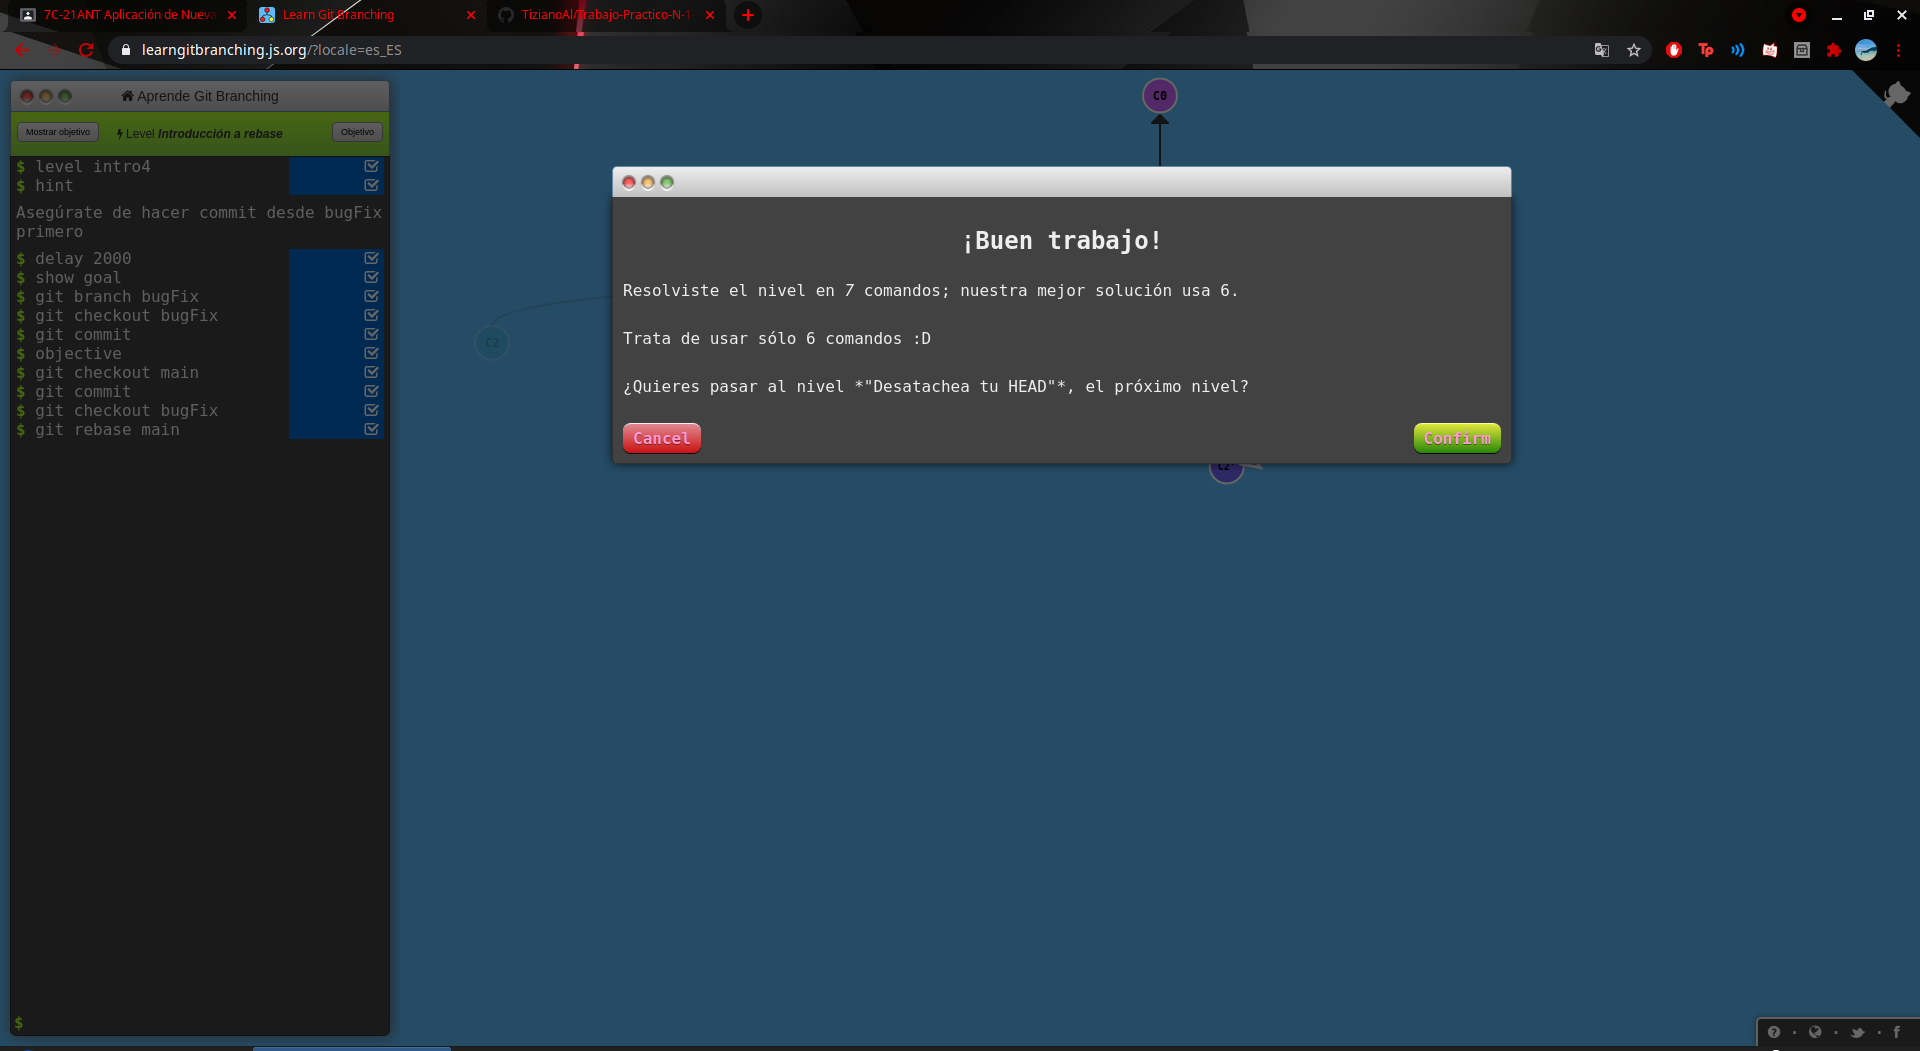 7C-21ANT Aplicación de Nueva
Learn Git Branching
TizianoAl/Trabajo-Practico-N-1
learngitbranching.js.org/?locale=es_ES
Tp
Aprende Git Branching
Mostrar objetivo
Level Introducción a rebase
Objetivo
$ level intro4
$ hint
Asegúrate de hacer commit desde bugFix
primero
$ delay 2000
$ show goal
$ git branch bugFix
$ git checkout bugFix
$ git commit
$ objective
$ git checkout main
$ git commit
$ git checkout bugFix
$ git rebase main
$
C0
C2
¡Buen trabajo!
Resolviste el nivel en 7 comandos; nuestra mejor solución usa 6.
Trata de usar sólo 6 comandos :D
¿Quieres pasar al nivel *"Desatachea tu HEAD"*, el próximo nivel?
Cancel
Confirm
C2'